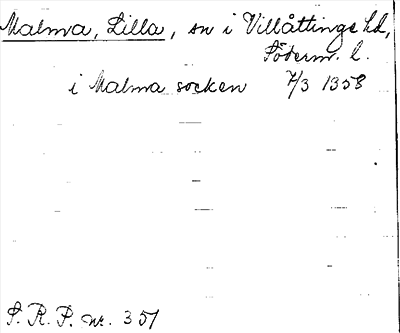 Malma, Lilla, sn i Villåttinge hd,
Söderm. l.
i Malma socken 7/3 1358
S. R. P. nr. 351